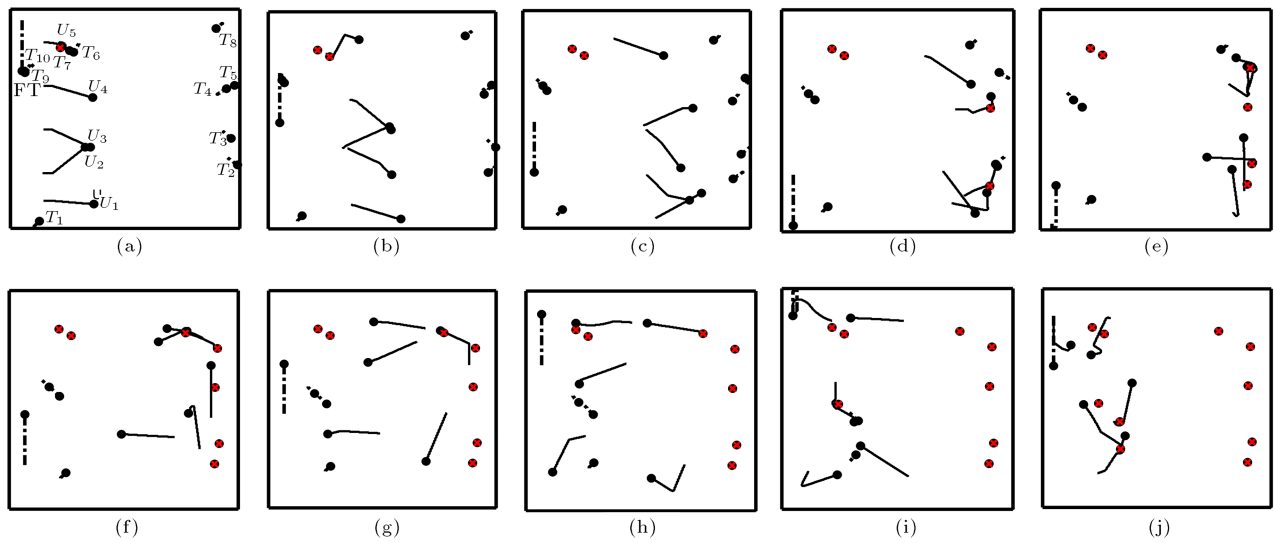 U5
T8
T10 T7 T6
T9
FT
T5
T4
U4
T3
U3
U2
T2
U1
T1
(a) (b) (c) (d) (e)
(f) (g) (h) (i) (j)